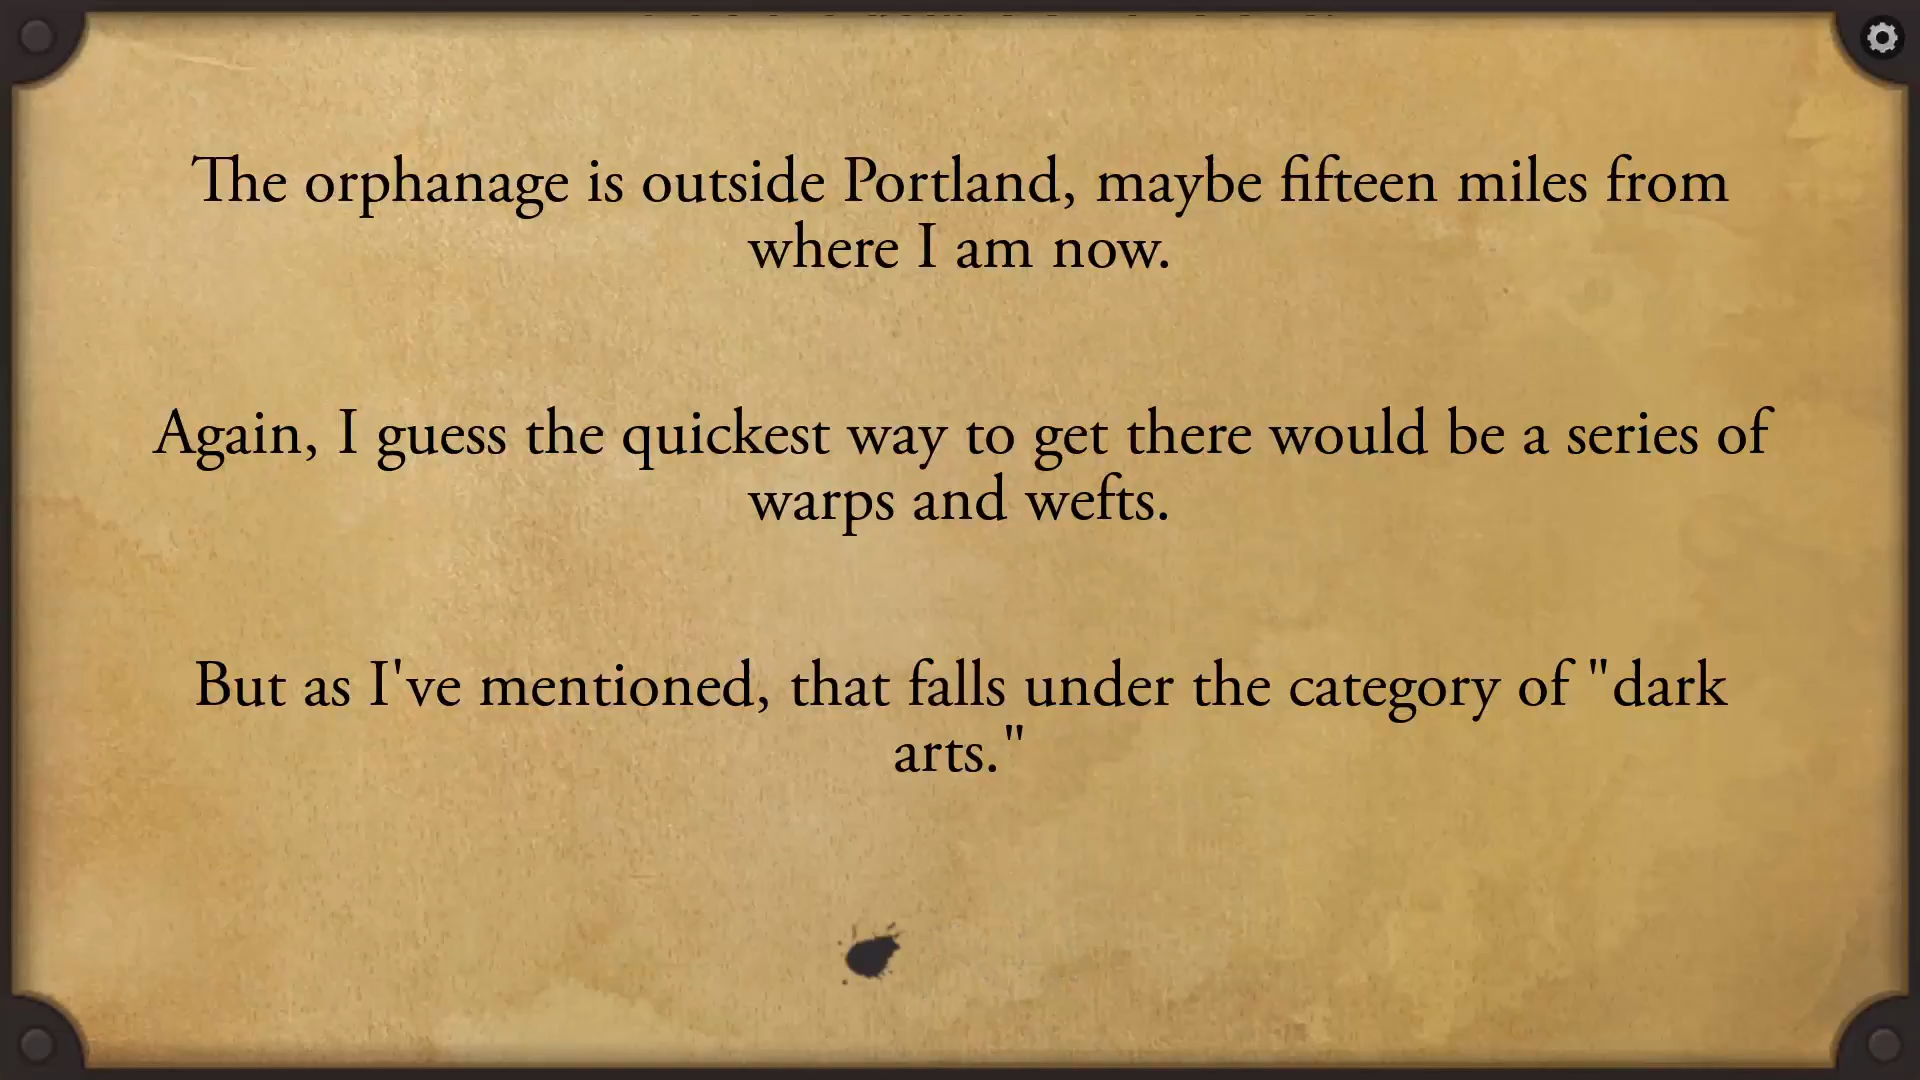 The orphanage is outside Portland, maybe fifteen miles from
where I am now.
Again, I guess the quickest way to get there would be a series of
warps and wefts.
But as I've mentioned, that falls under the category of "dark
arts."